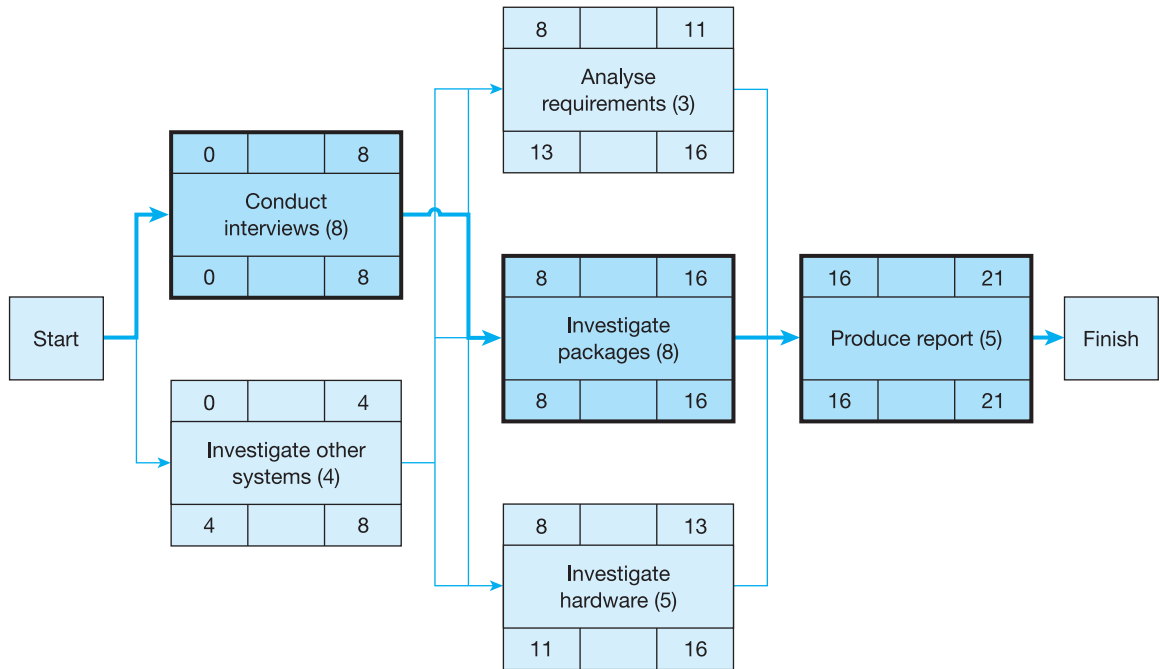 Start
0 8
Conduct
interviews (8)
0 8
0 4
Investigate other
systems (4)
4 8
8 11
Analyse
requirements (3)
13 16
8 16
Investigate
packages (8)
8 16
8 13
Investigate
hardware (5)
11 16
16 21
Produce report (5)
16 21
Finish